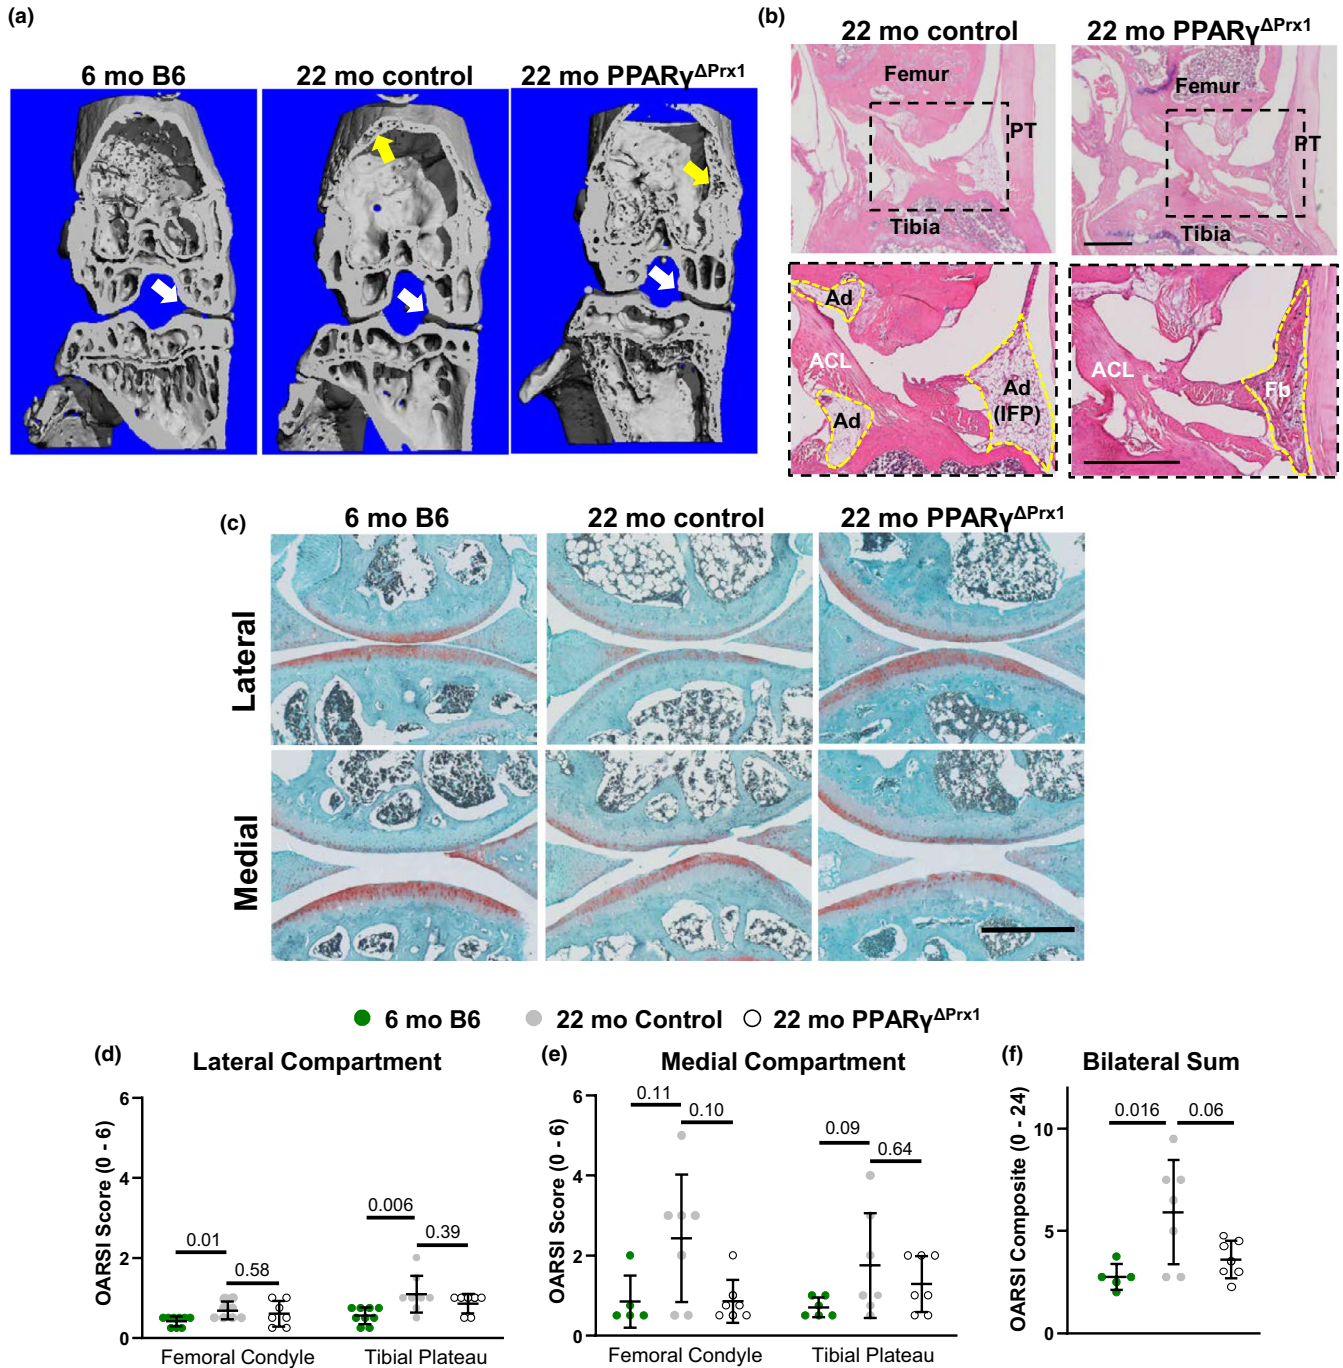 (a)
6 mo B6
22 mo control
22 mo PPARγΔPrx1
(b)
22 mo control
22 mo PPARγΔPrx1
Femur
PT
Tibia
Femur
PT
Tibia
Ad
ACL
Ad
(IFP)
Ad
ACL
Fb
(c)
6 mo B6
22 mo control
22 mo PPARγΔPrx1
Lateral
Medial
6 mo B6
22 mo Control
22 mo PPARγΔPrx1
(d)
Lateral Compartment
OARSI Score (0 - 6)
6
4
2
0
0.01
0.58
0.006
0.39
Femoral Condyle
Tibial Plateau
(e)
Medial Compartment
OARSI Score (0 - 6)
6
4
2
0
0.11
0.10
0.09
0.64
Femoral Condyle
Tibial Plateau
(f)
Bilateral Sum
OARSI Composite (0 - 24)
10
5
0
0.016
0.06